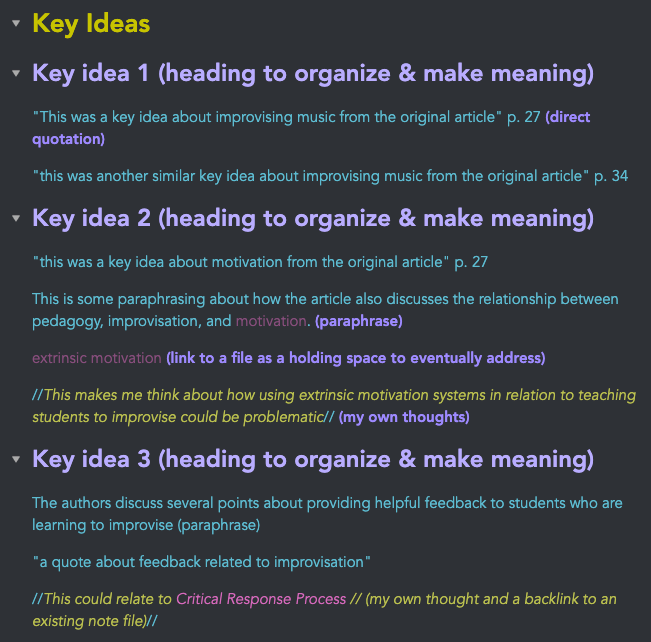 Key Ideas
Key idea 1 (heading to organize & make meaning)
"This was a key idea about improvising music from the original article" p. 27 (direct
quotation)
"this was another similar key idea about improvising music from the original article" p. 34
Key idea 2 (heading to organize & make meaning)
"this was a key idea about motivation from the original article" p. 27
This is some paraphrasing about how the article also discusses the relationship between
pedagogy, improvisation, and motivation. (paraphrase)
extrinsic motivation (link to a file as a holding space to eventually address)
//This makes me think about how using extrinsic motivation systems in relation to teaching
students to improvise could be problematic// (my own thoughts)
Key idea 3 (heading to organize & make meaning)
The authors discuss several points about providing helpful feedback to students who are
learning to improvise (paraphrase)
"a quote about feedback related to improvisation"
//This could relate to Critical Response Process // (my own thought and a backlink to an
existing note file)//